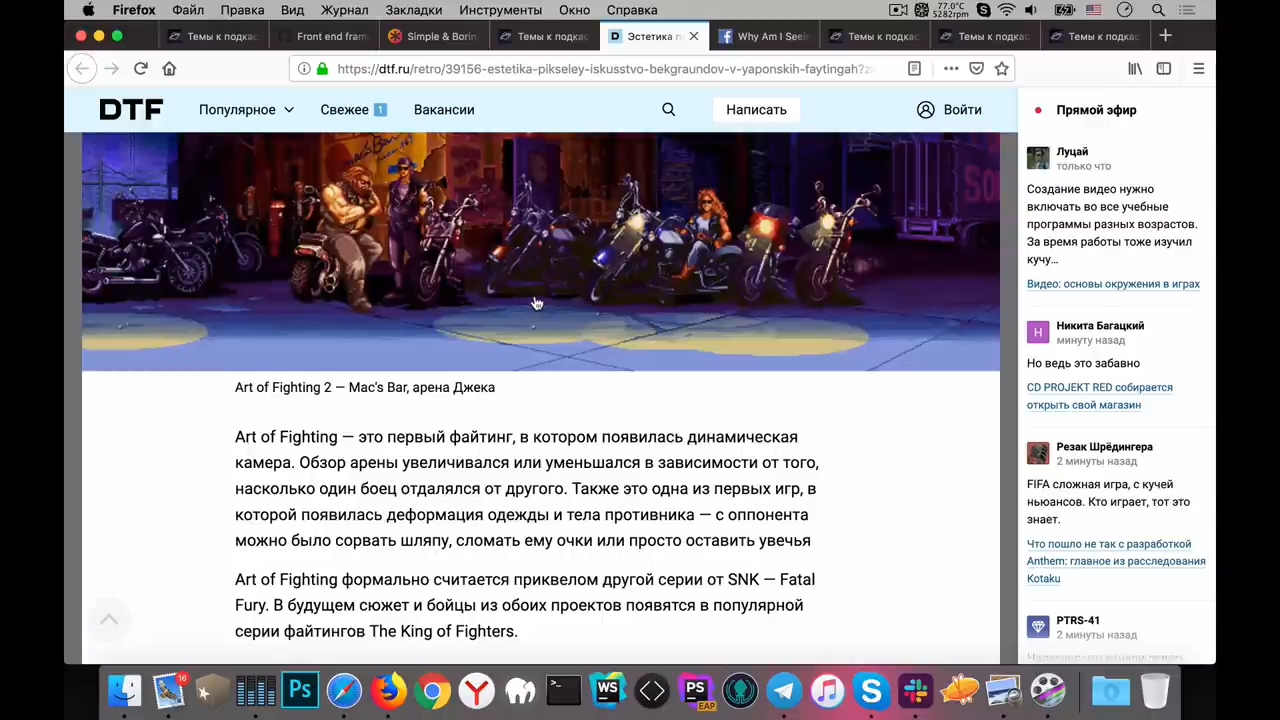 Firefox Файл Правка Вид Журнал Закладки Инструменты Окно Справка
77.0°C
5282rpm
Темы к подкас
Front end fram
Simple & Borin
Темы к подкас
Эстетика п
Why Am I Seein
Темы к подкас
Темы к подкас
Темы к подкас
https://dtf.ru/retro/39156-estetika-pikseley-iskusstvo-bekgraundov-v-yaponskih-faytingah?
DTF Популярное Свежее 1 Вакансии Написать Войти
Art of Fighting 2 — Mac's Bar, арена Джека
Art of Fighting — это первый файтинг, в котором появилась динамическая
камера. Обзор арены увеличивался или уменьшался в зависимости от того,
насколько один боец отдалялся от другого. Также это одна из первых игр, в
которой появилась деформация одежды и тела противника — с оппонента
можно было сорвать шляпу, сломать ему очки или просто оставить увечья
Art of Fighting формально считается приквелом другой серии от SNK — Fatal
Fury. В будущем сюжет и бойцы из обоих проектов появятся в популярной
серии файтингов The King of Fighters.
Прямой эфир
Луцай
только что
Создание видео нужно
включать во все учебные
программы разных возрастов.
За время работы тоже изучил
кучу…
Видео: основы окружения в играх
Н
Никита Багацкий
минуту назад
Но ведь это забавно
CD PROJEKT RED собирается
открыть свой магазин
Резак Шрёдингера
2 минуты назад
FIFA сложная игра, с кучей
ньюансов. Кто играет, тот это
знает.
Что пошло не так с разработкой
Anthem: главное из расследования
Kotaku
PTRS-41
2 минуты назад
16
Ps
WS
PS
EAP